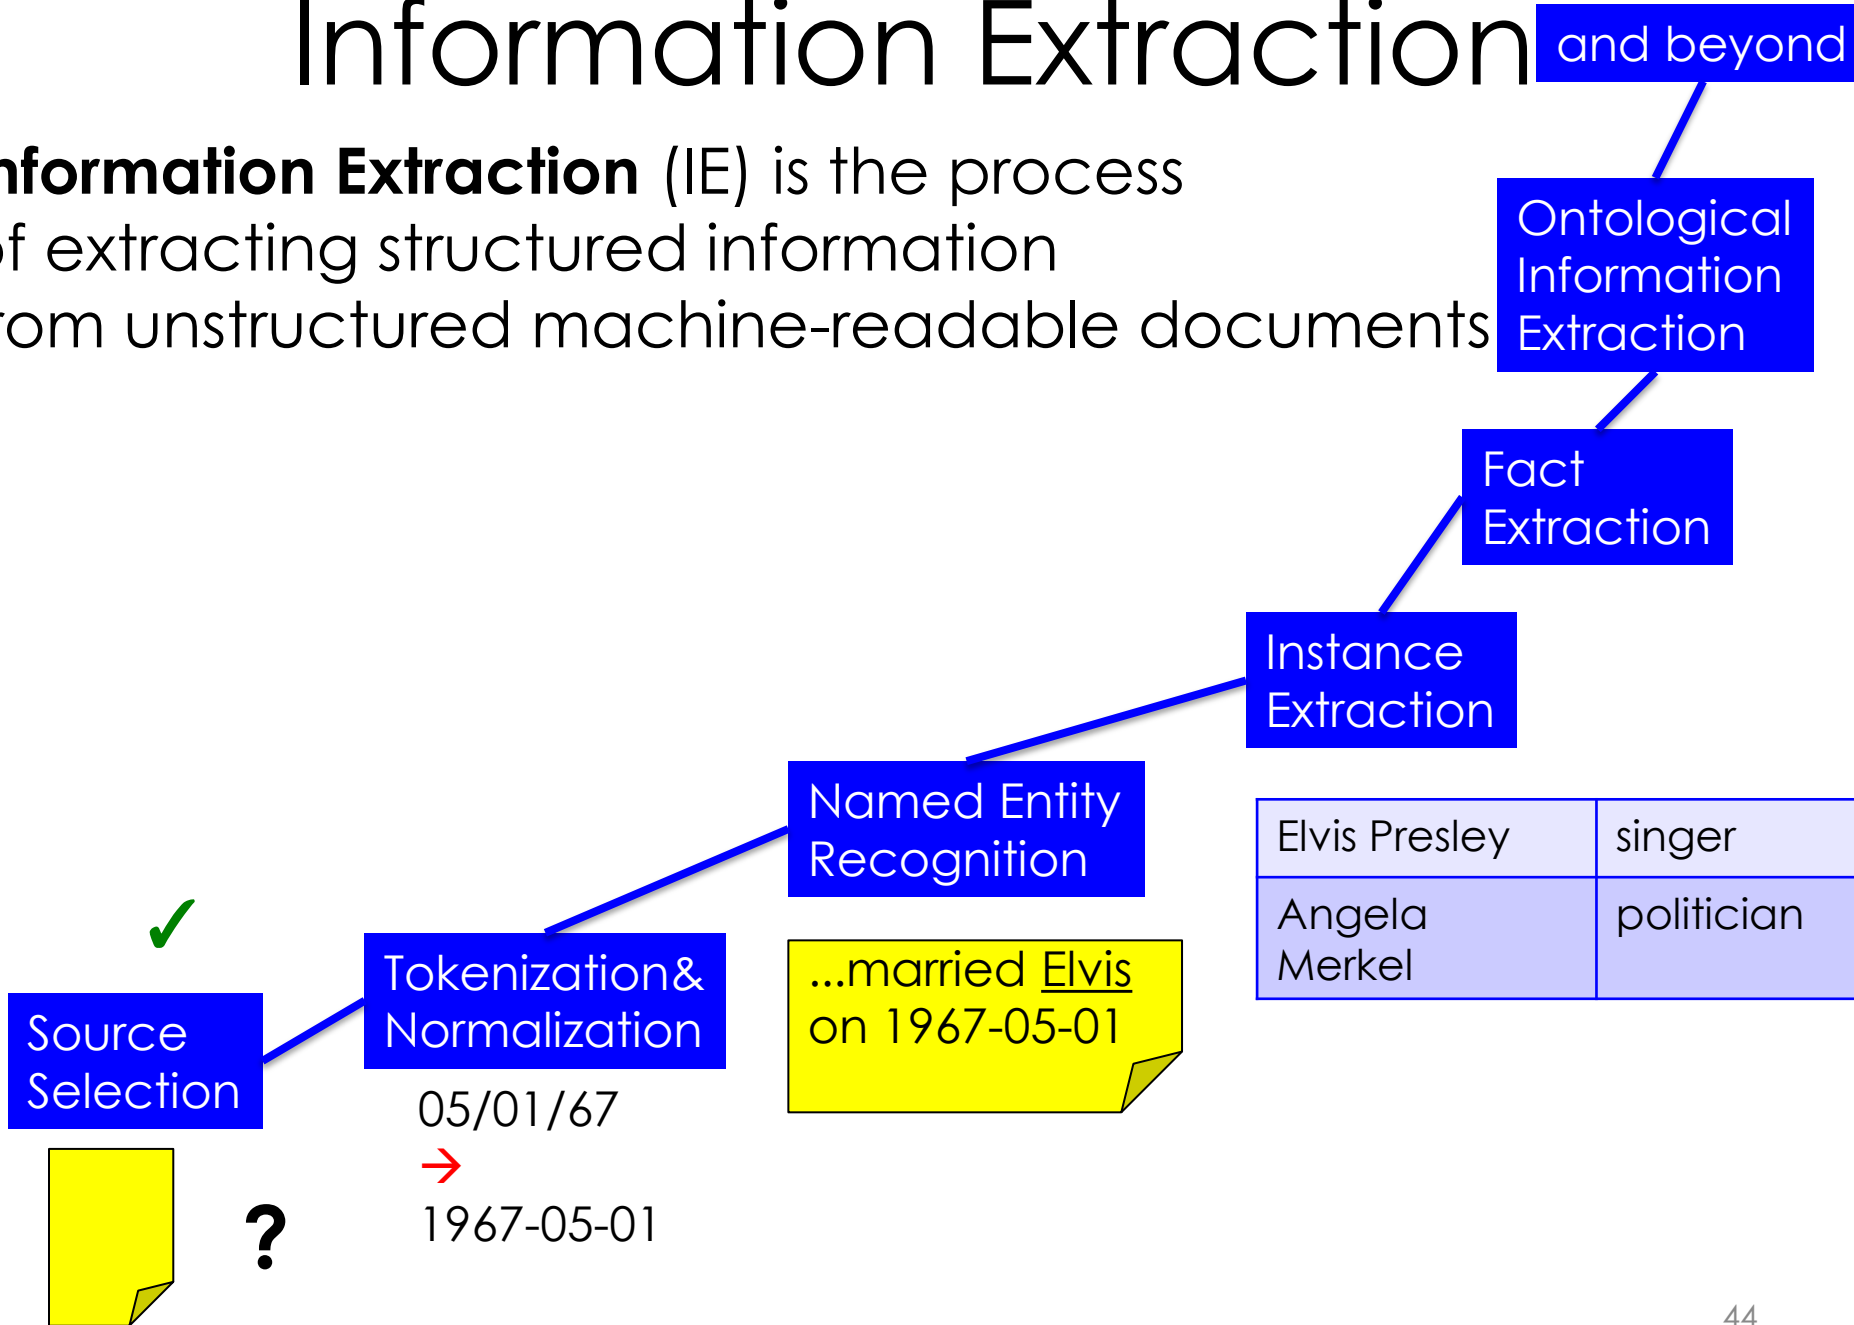 Information Extraction
and beyond
nformation Extraction (IE) is the process
of extracting structured information
rom unstructured machine-readable documents
Ontological
Information
Extraction
Fact
Extraction
Instance
Extraction
Named Entity
Recognition
Elvis Presley singer
Angela politician
Merkel
✓
Tokenization&
Normalization
...married Elvis
on 1967-05-01
Source
Selection
05/01/67
→
1967-05-01
?
44